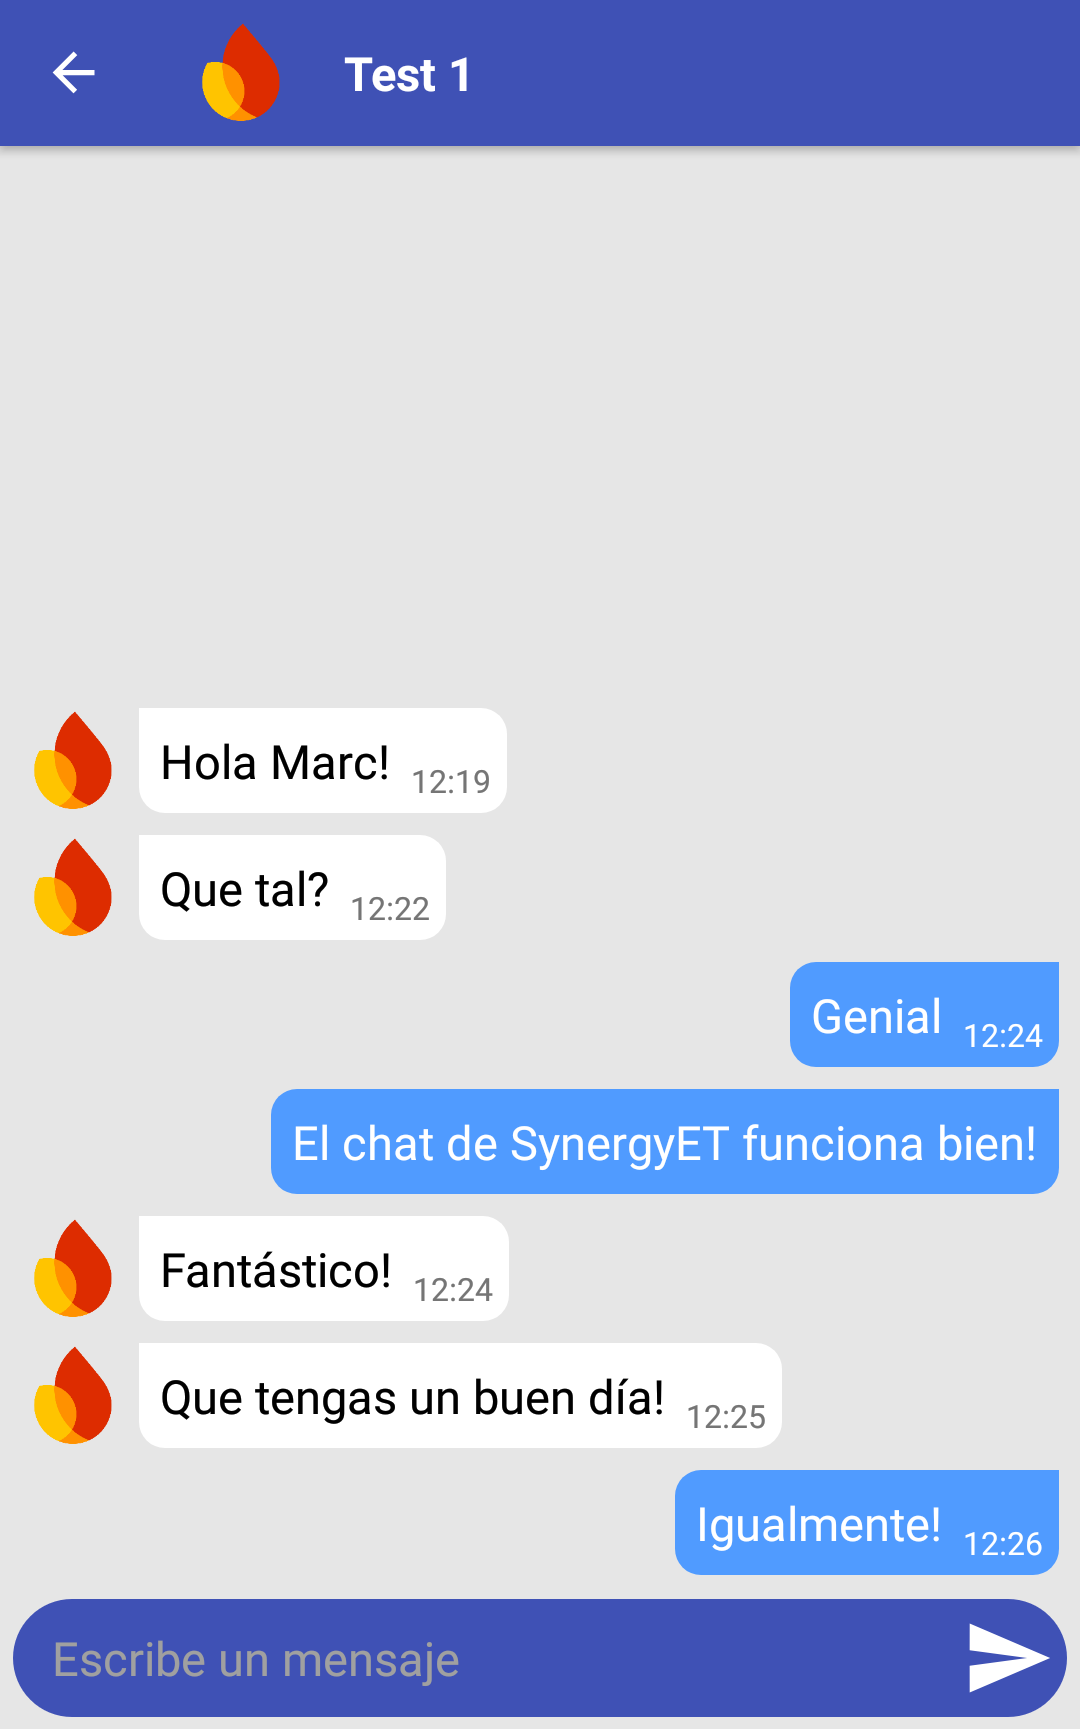 Test 1
Hola Marc! 12:19
Que tal? 12:22
Genial 12:24
El chat de SynergyET funciona bien!
Fantástico! 12:24
Que tengas un buen día! 12:25
Igualmente! 12:26
Escribe un mensaje